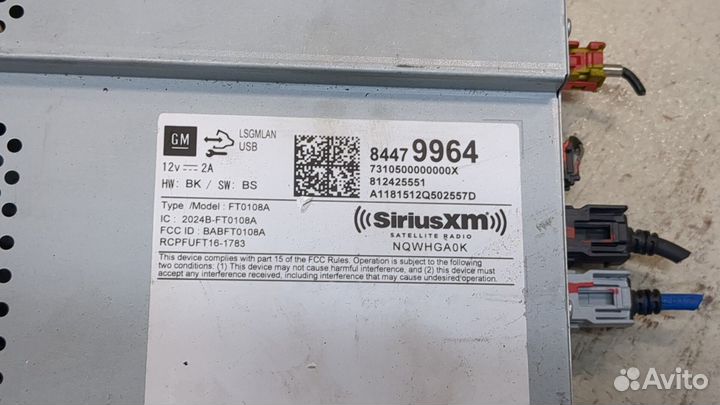 GM
LSGMLAN
USB
12V 2A
HW: BK / SW: BS
84479964
7310500000000X
812425551
A1181512Q502557D
Type /Model : FT0108A
IC : 2024B-FT0108A
FCC ID : BABFT0108A
RCPFUFT16-1783
SiriusXm
SATELLITE RADIO
NQWHGA0K
This device complies with part 15 of the FCC Rules. Operation is subject to the following
two conditions: (1) This device may not cause harmful interference, and (2) this device must
accept any interference received, including interference that may cause undesired operation.
Avito